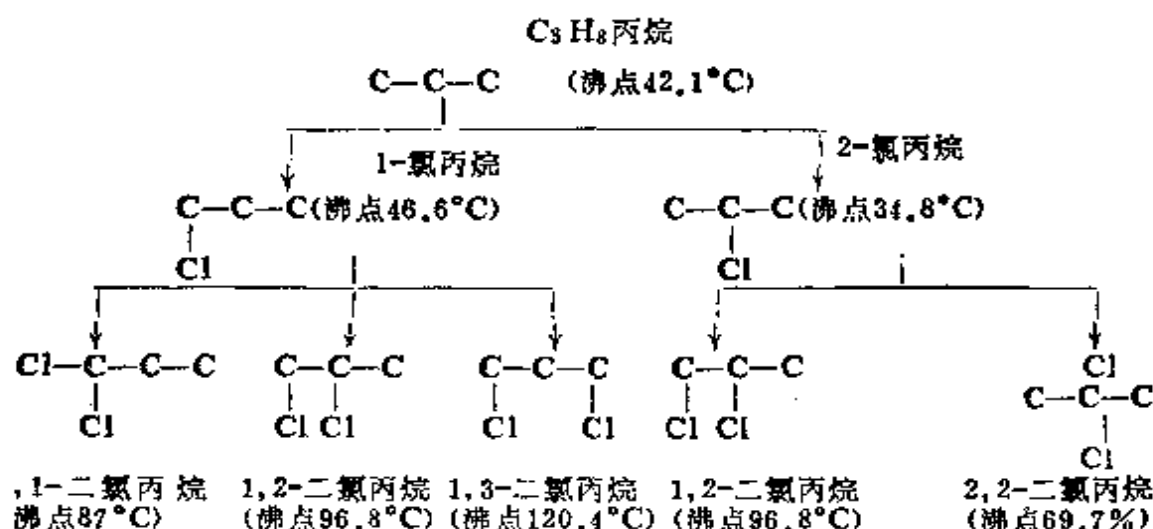 C₃H₈丙烷
C—C—C (沸点42.1°C)
1-氯丙烷 2-氯丙烷
C—C—C(沸点46.6°C) C—C—C(沸点34.8°C)
Cl Cl
Cl—C—C—C C—C—C C—C—C C—C—C Cl
C—C—C
Cl Cl Cl Cl Cl Cl Cl
Cl
,1-二氯丙烷 1,2-二氯丙烷 1,3-二氯丙烷 1,2-二氯丙烷 2,2-二氯丙烷
沸点87°C) (沸点96.8°C) (沸点120.4°C) (沸点96.8°C) (沸点69.7%)